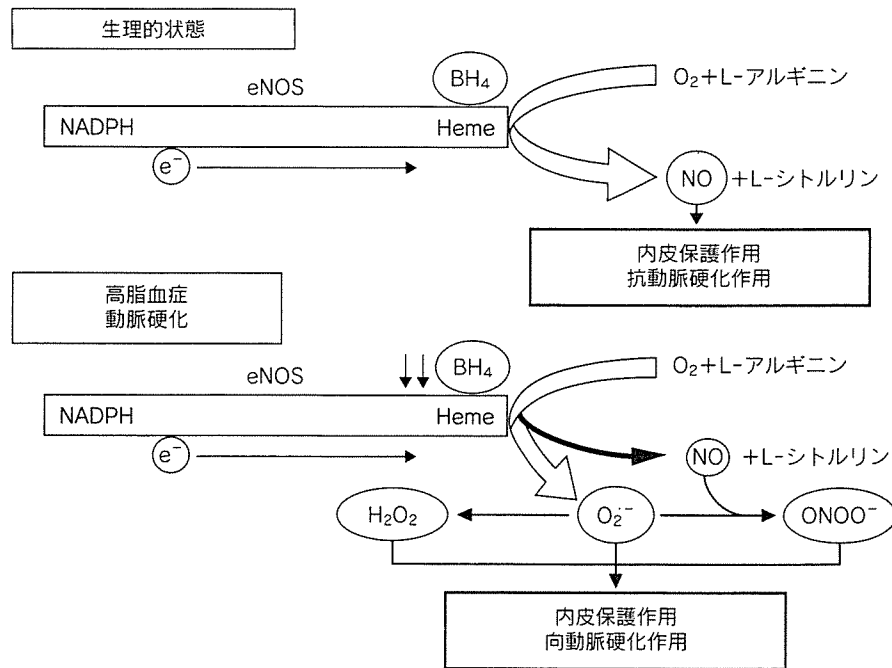 生理的状態
eNOS
BH₄
O₂+L-アルギニン
NADPH
Heme
e⁻
NO
+L-シトルリン
内皮保護作用
抗動脈硬化作用
高脂血症
動脈硬化
eNOS
BH₄
O₂+L-アルギニン
NADPH
Heme
e⁻
NO
+L-シトルリン
H₂O₂
O₂·⁻
ONOO⁻
内皮保護作用
向動脈硬化作用